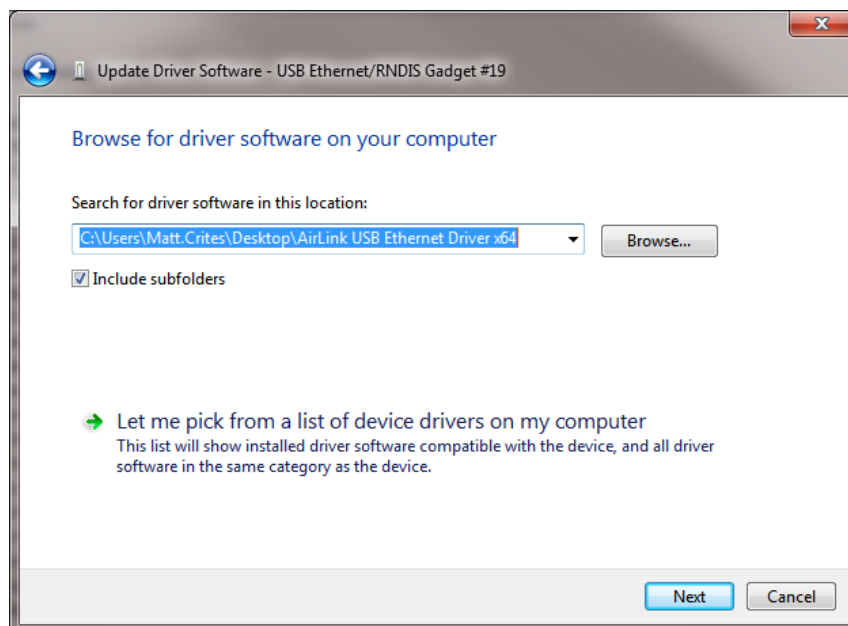 Update Driver Software - USB Ethernet/RNDIS Gadget #19
Browse for driver software on your computer
Search for driver software in this location:
C:\Users\Matt.Crites\Desktop\AirLink USB Ethernet Driver x64
Browse...
Include subfolders
Let me pick from a list of device drivers on my computer
This list will show installed driver software compatible with the device, and all driver
software in the same category as the device.
Next
Cancel